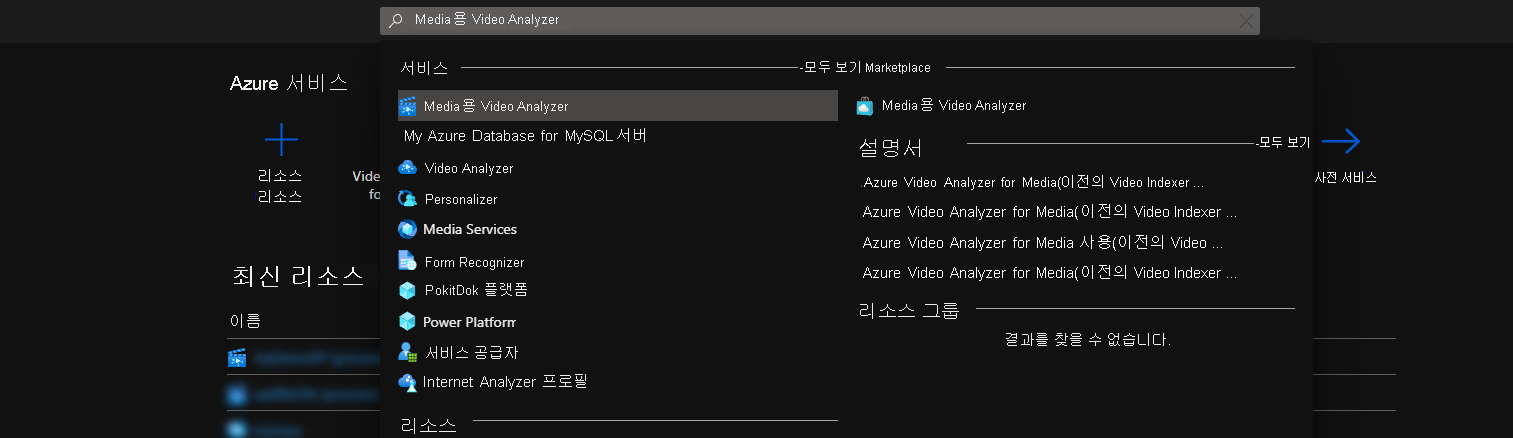 Media용 Video Analyzer
서비스
-모두 보기 Marketplace
Azure 서비스
Media용 Video Analyzer
Media용 Video Analyzer
My Azure Database for MySQL 서버
설명서
-모두 보기
리소스
리소스
Vide
fo
Video Analyzer
Azure Video Analyzer for Media(이전의 Video Indexer ...
사전 서비스
Personalizer
Azure Video Analyzer for Media(이전의 Video Indexer ...
Media Services
Azure Video Analyzer for Media 사용(이전의 Video ...
Form Recognizer
Azure Video Analyzer for Media(이전의 Video Indexer ...
최신 리소스
PokitDok 플랫폼
리소스 그룹
이름
Power Platform
결과를 찾을 수 없습니다.
서비스 공급자
Internet Analyzer 프로필
리소스